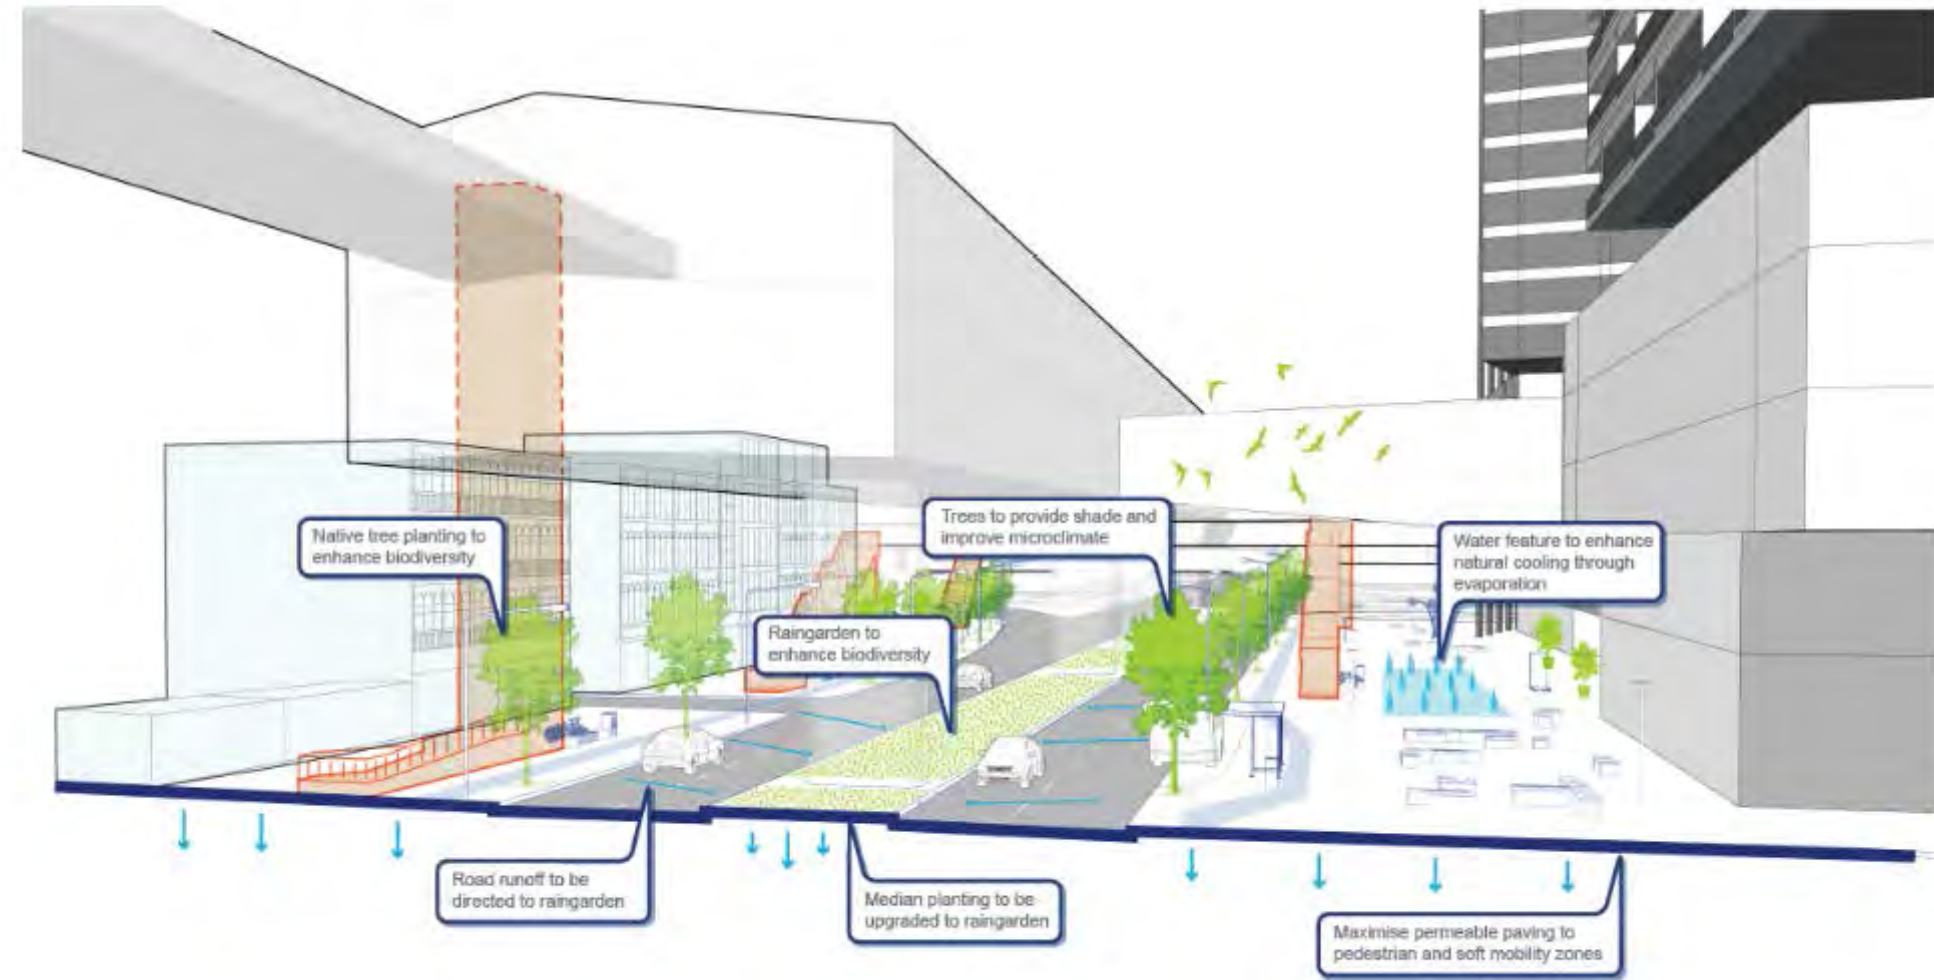 Native tree planting to
enhance biodiversity
Trees to provide shade and
improve microclimate
Water feature to enhance
natural cooling through
evaporation
Raingarden to
enhance biodiversity
Road runoff to be
directed to raingarden
Median planting to be
upgraded to raingarden
Maximise permeable paving to
pedestrian and soft mobility zones